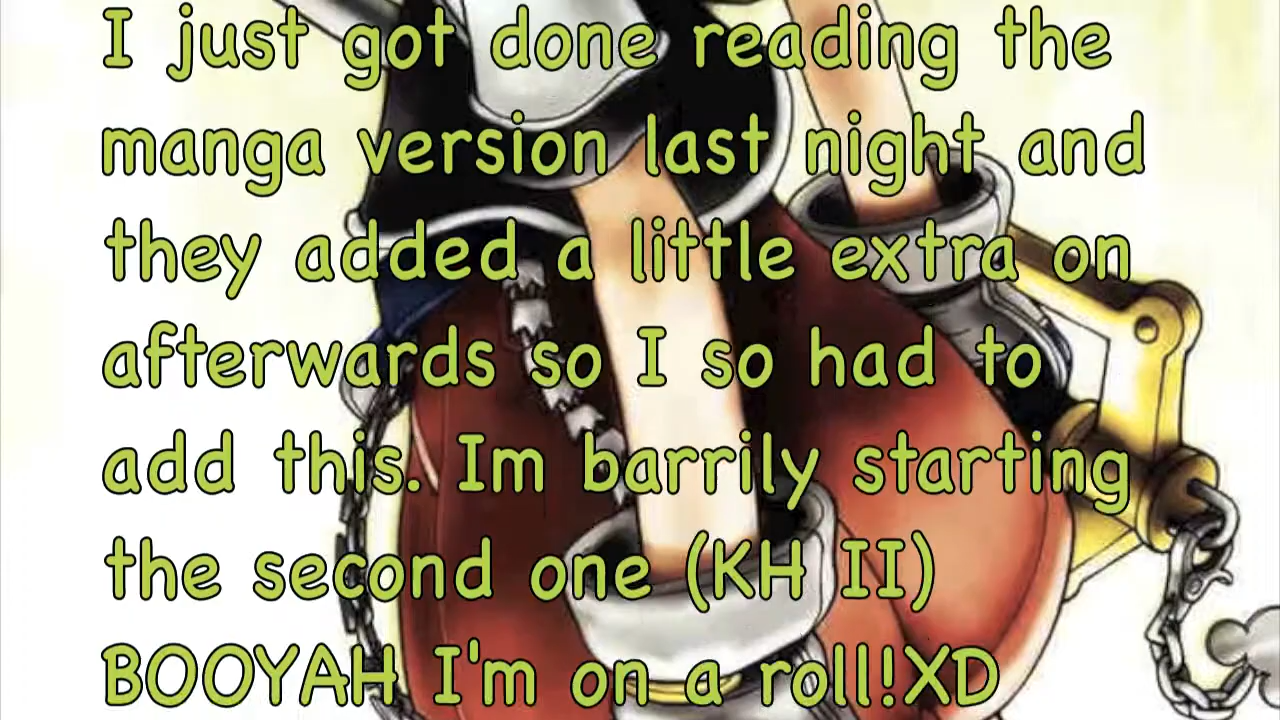 I just got done reading the
manga version last night and
they added a little extra on
afterwards so I so had to
add this. Im barrily starting
the second one (KH II)
BOOYAH I'm on a roll!XD